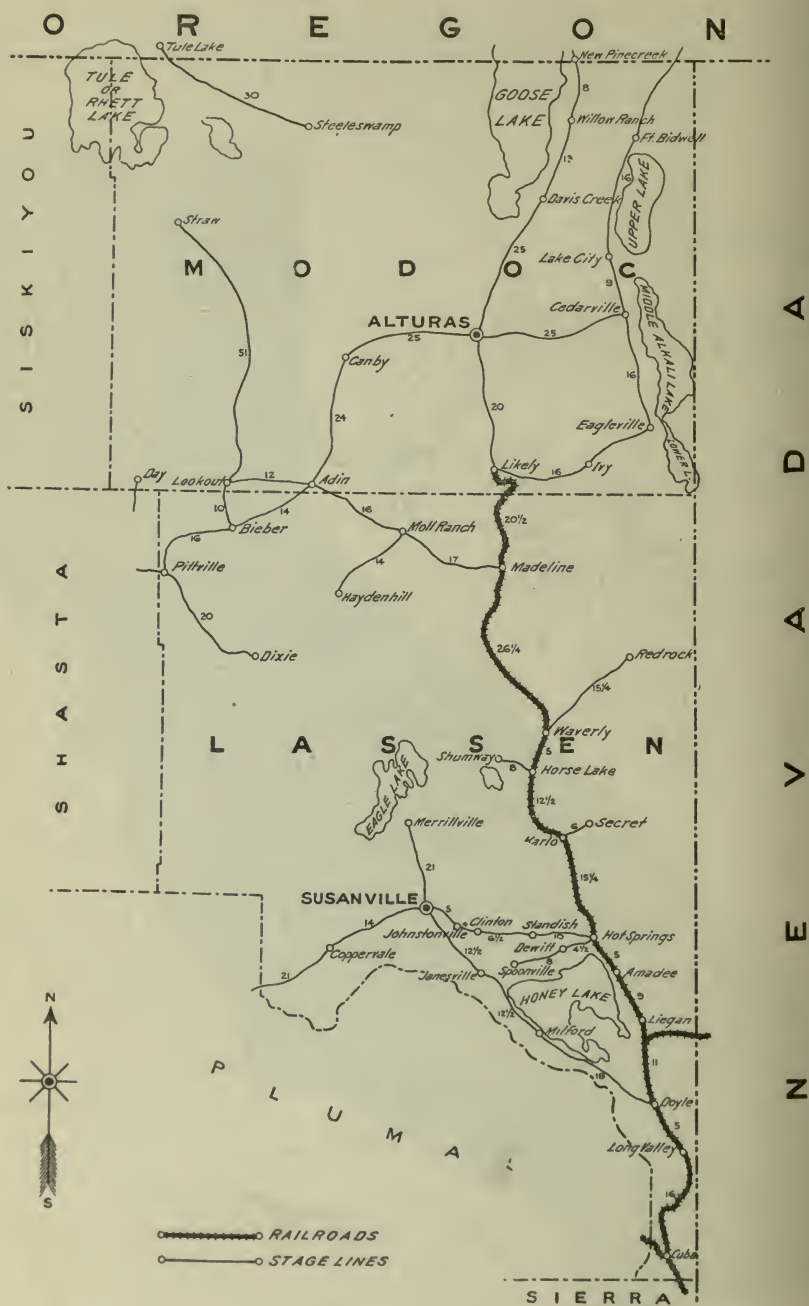 OREGON
Tule Lake
New Pinecreek
TULE
OR
RHETT
LAKE
30
GOOSE
LAKE
8
Steeleswamp
Willow Ranch
Ft. Bidwell
13
16
UPPER LAKE
Davis Creek
Straw
25
SISKIYOU
MODOC
Lake City
9
MIDDLE ALKALI LAKE
Cedarville
ALTURAS
25
25
Canby
51
16
24
20
Eagleville
LOWER L.
Day
Lookout
12
Adin
Likely
16
Ivy
10
14
Bieber
16
16
Moll Ranch
20½
Pittville
14
17
Madeline
Haydenhill
20
Dixie
26¼
Redrock
15¼
SHASTA
Waverly
LASSEN
5
Shumway
8
Horse Lake
EAGLE LAKE
12½
Merrillville
6
Secret
Karlo
21
15¼
SUSANVILLE
5
14
4
Clinton
Standish
Hot Springs
Johnstonville
6½
10
Dewitt
4½
Coppervale
12½
8
5
Spoonville
Amadee
21
Janesville
HONEY LAKE
9
12½
Liegan
Milford
N
11
18
Doyle
PLUMAS
5
Long Valley
S
16
RAILROADS
STAGE LINES
Cuba
SIERRA
NEVADA